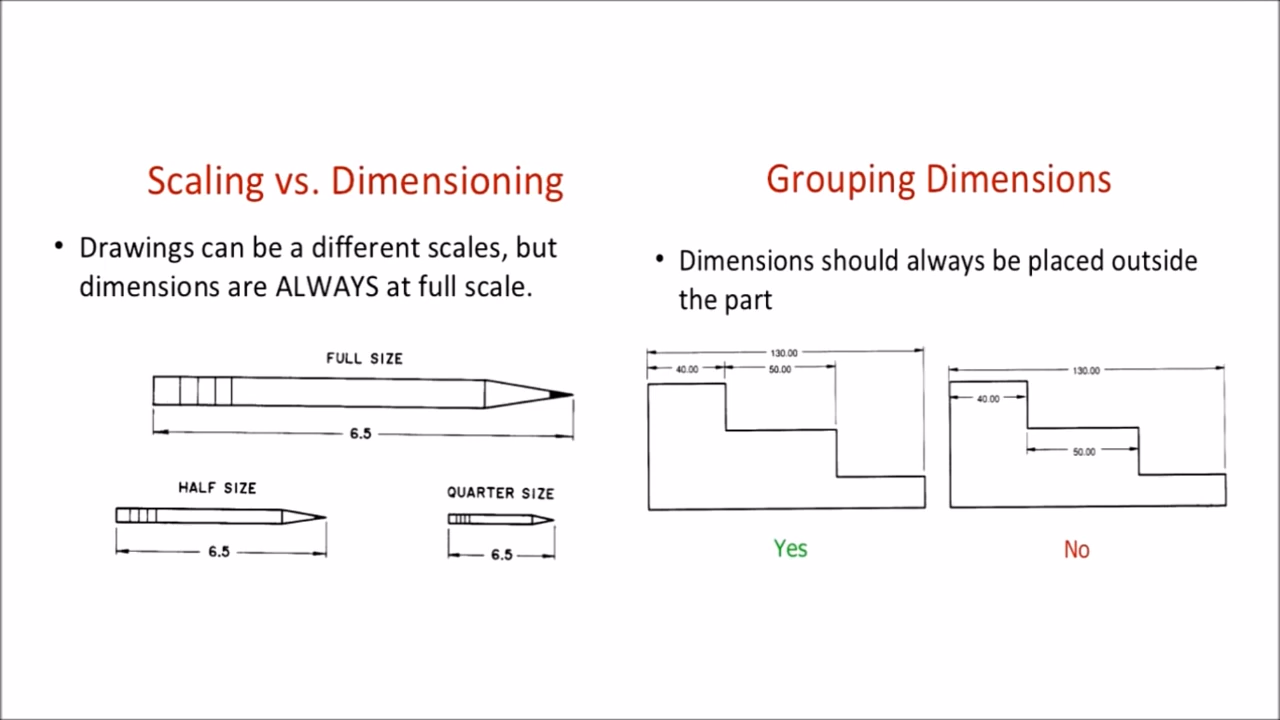 Scaling vs. Dimensioning
• Drawings can be a different scales, but
dimensions are ALWAYS at full scale.
FULL SIZE
6.5
HALF SIZE
6.5
QUARTER SIZE
6.5
Grouping Dimensions
• Dimensions should always be placed outside
the part
130.00
40.00
50.00
Yes
130.00
40.00
50.00
No